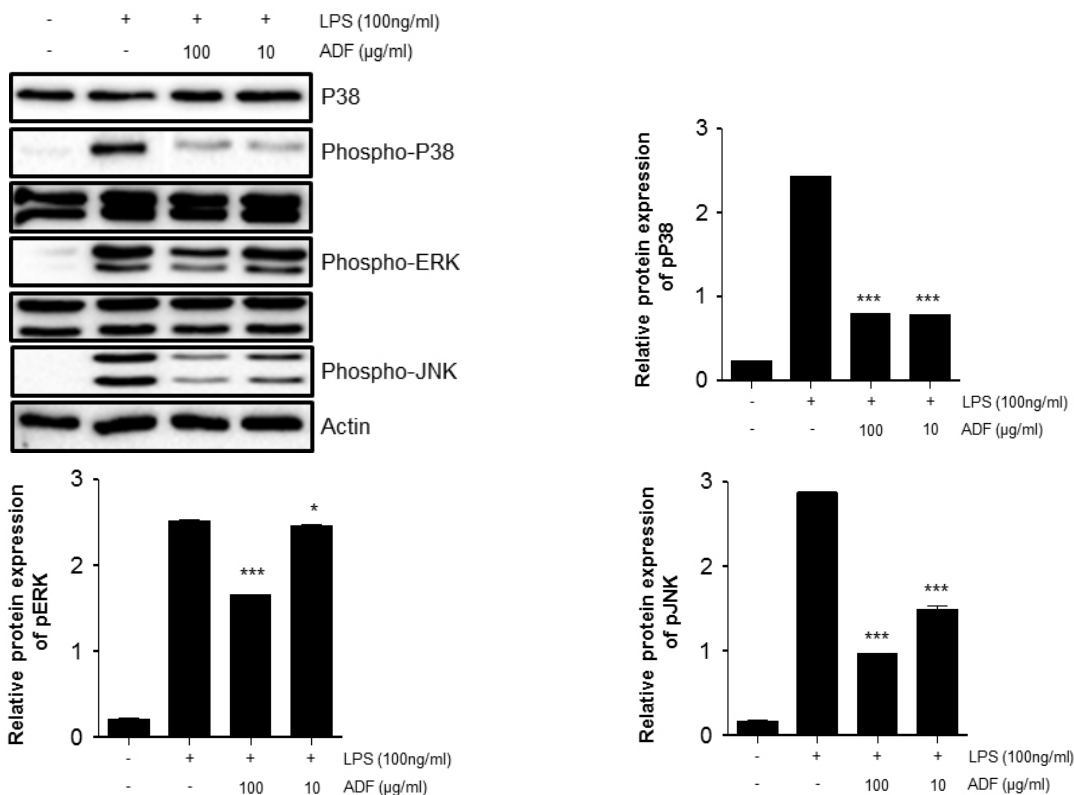 - + + + LPS (100ng/ml)
- - 100 10 ADF (µg/ml)
P38
Phospho-P38
Phospho-ERK
Phospho-JNK
Actin
Relative protein expression
of pP38
3
2
1
0
*** ***
- + + + LPS (100ng/ml)
- - 100 10 ADF (µg/ml)
Relative protein expression
of pERK
3
2
1
0
*** *
- + + + LPS (100ng/ml)
- - 100 10 ADF (µg/ml)
Relative protein expression
of pJNK
3
2
1
0
*** ***
- + + + LPS (100ng/ml)
- - 100 10 ADF (µg/ml)